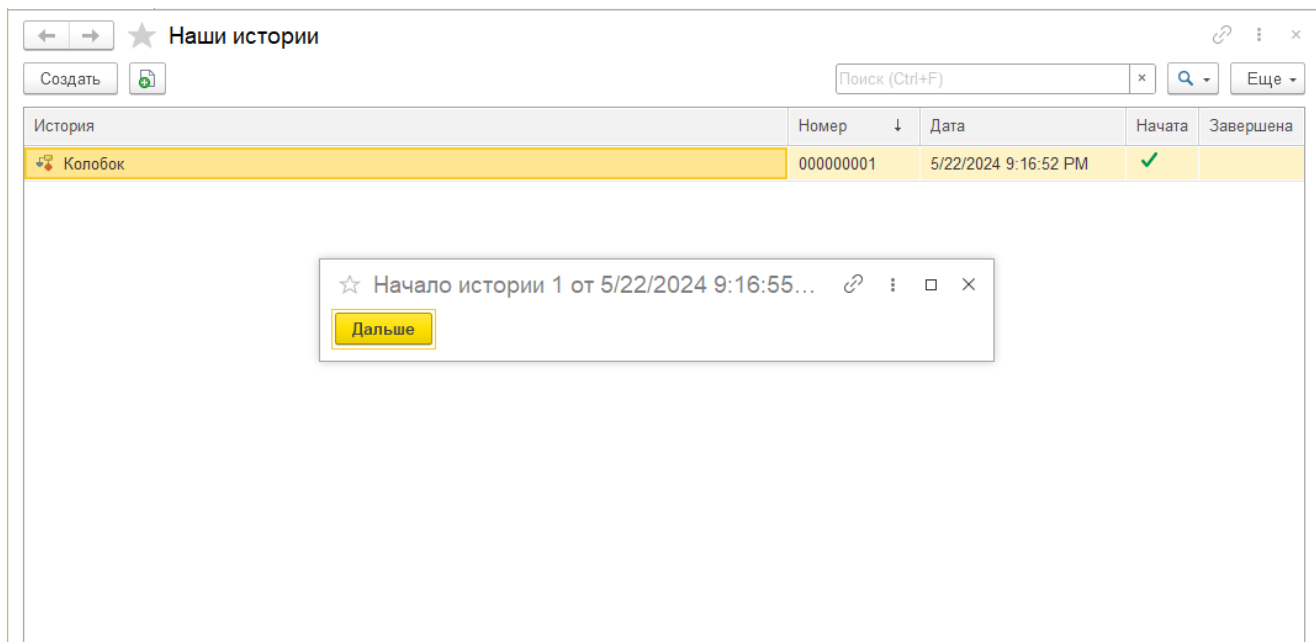 Наши истории
Создать
Поиск (Ctrl+F)
Еще
История Номер Дата Начата Завершена
Колобок 000000001 5/22/2024 9:16:52 PM
Начало истории 1 от 5/22/2024 9:16:55...
Дальше